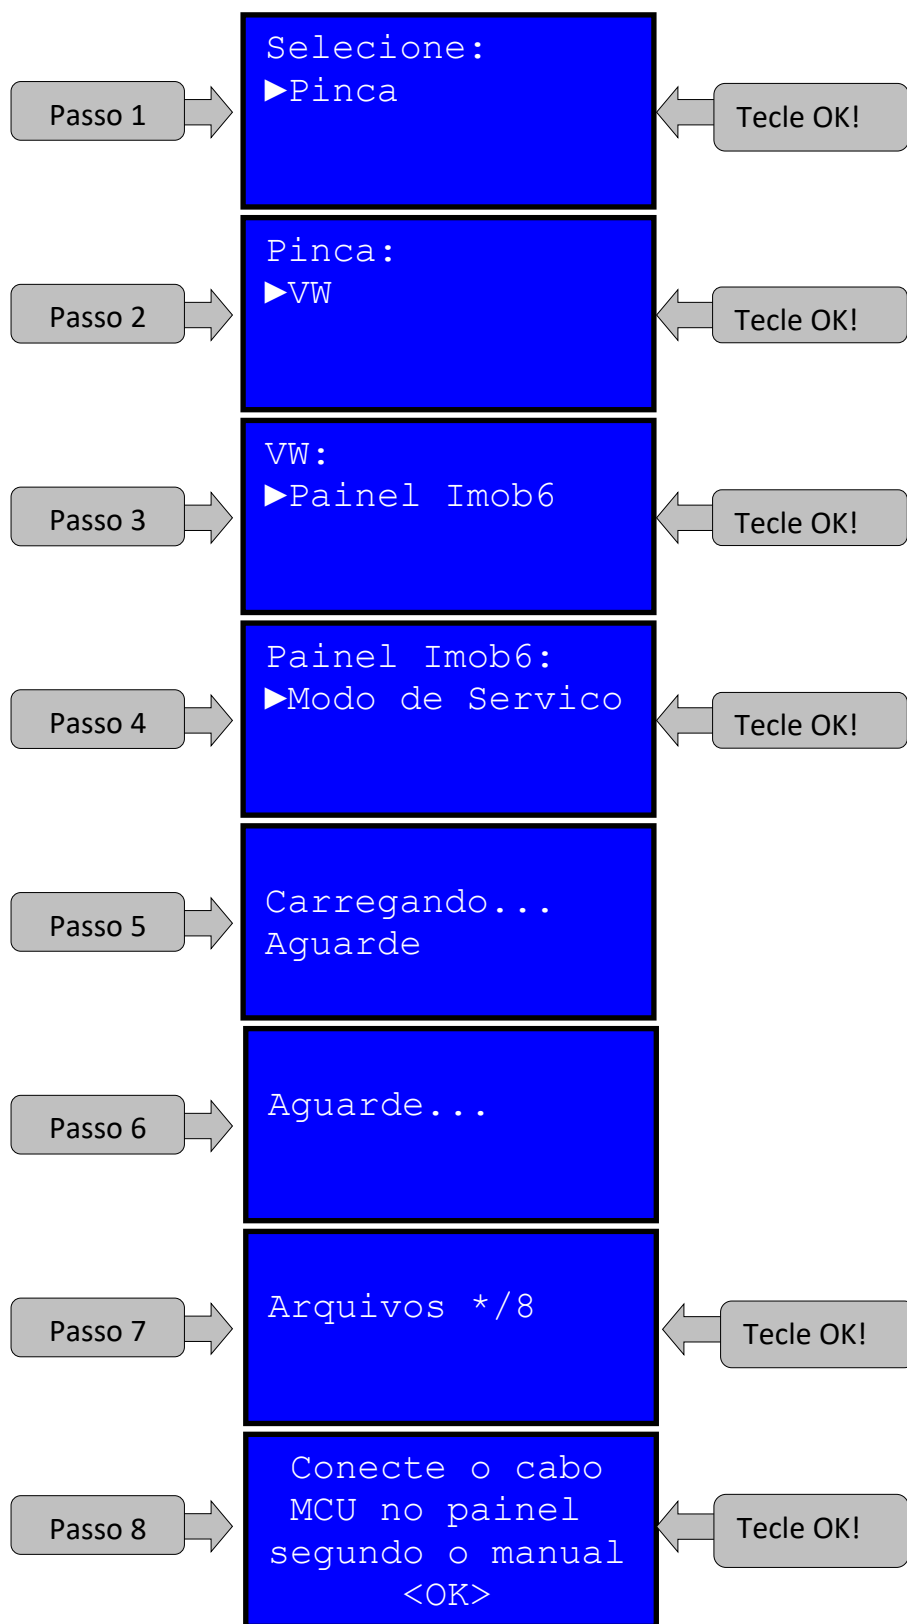 Passo 1
Selecione:
►Pinca
Tecle OK!
Passo 2
Pinca:
►VW
Tecle OK!
Passo 3
VW:
►Painel Imob6
Tecle OK!
Passo 4
Painel Imob6:
►Modo de Servico
Tecle OK!
Passo 5
Carregando...
Aguarde
Passo 6
Aguarde...
Passo 7
Arquivos */8
Tecle OK!
Passo 8
Conecte o cabo
MCU no painel
segundo o manual
<OK>
Tecle OK!